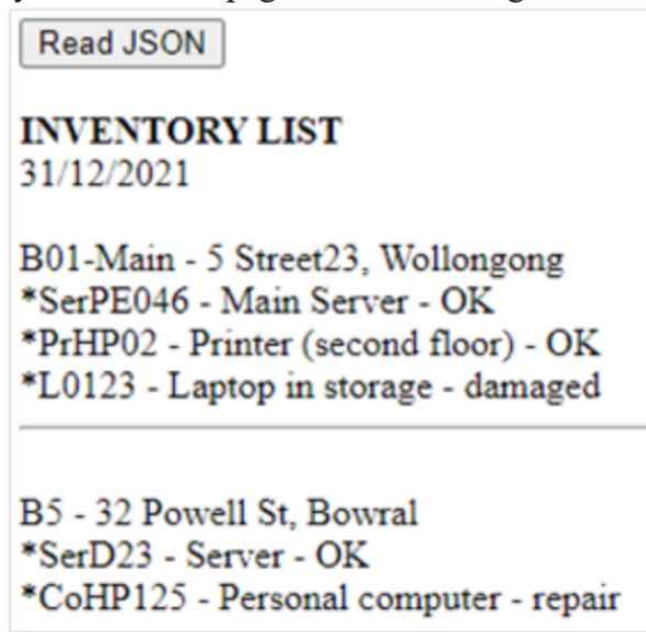 Read JSON
INVENTORY LIST
31/12/2021
B01-Main - 5 Street23, Wollongong
*SerPE046 - Main Server - OK
*PrHP02 - Printer (second floor) - OK
*L0123 - Laptop in storage - damaged
B5 - 32 Powell St, Bowral
*SerD23 - Server - OK
*CoHP125 - Personal computer - repair